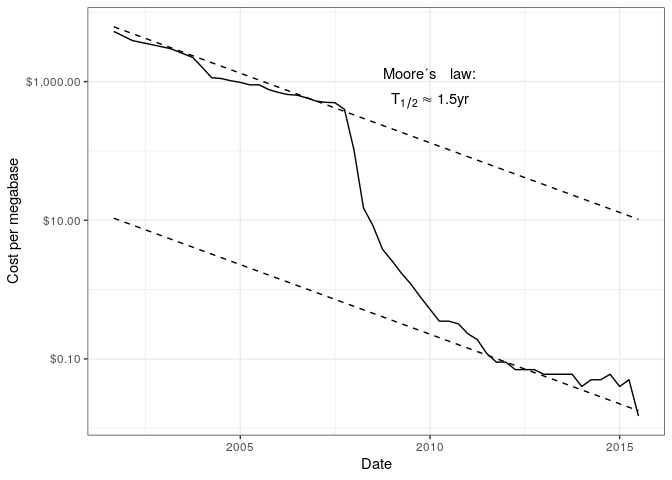 Cost per megabase
$1,000.00
$10.00
$0.10
Moore´s law:
T1/2 ≈ 1.5yr
2005
2010
2015
Date